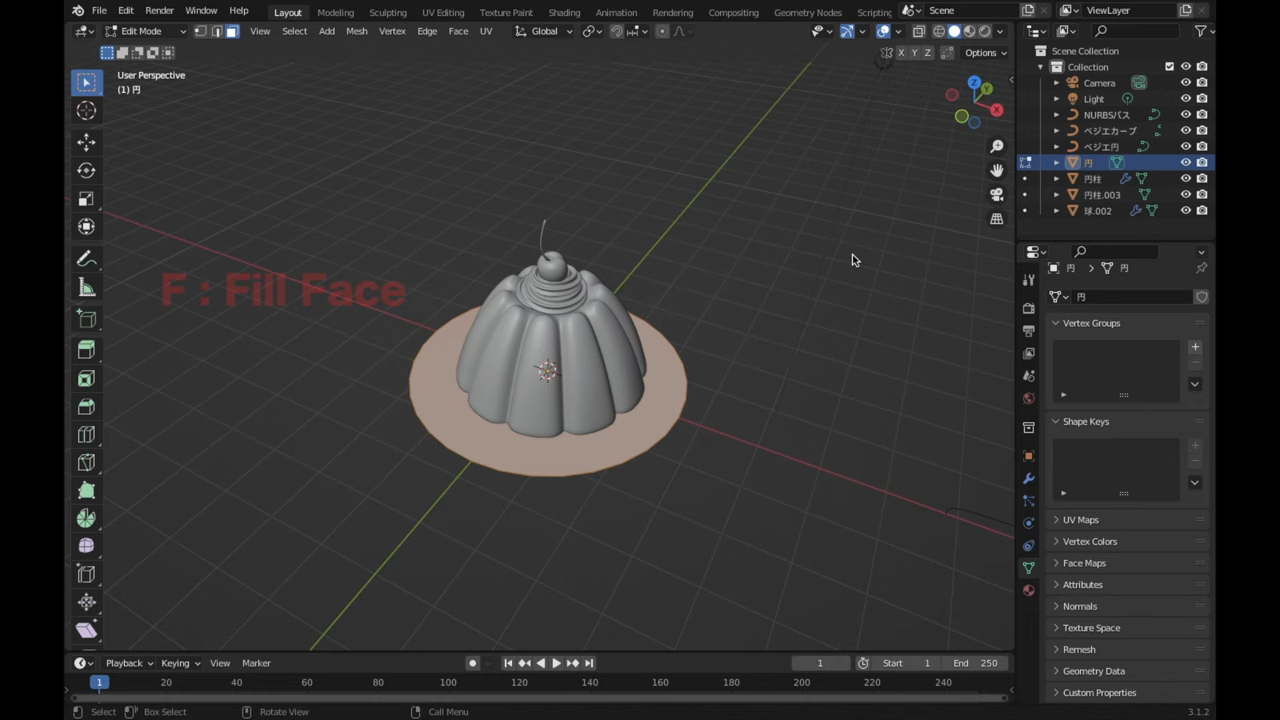 File Edit Render Window Help Layout Modeling Sculpting UV Editing Texture Paint Shading Animation Rendering Compositing Geometry Nodes Scripting Scene ViewLayer
Edit Mode View Select Add Mesh Vertex Edge Face UV Global
X Y Z Options
User Perspective
(1) 円
Z
Y
X
F : Fill Face
Scene Collection
Collection
Camera
Light
NURBSパス
ベジエカーブ
ベジエ円
円
円柱
円柱.003
球.002
円 円
円
Vertex Groups
Shape Keys
UV Maps
Vertex Colors
Face Maps
Attributes
Normals
Texture Space
Remesh
Geometry Data
Custom Properties
Playback Keying View Marker 1 Start 1 End 250
1 20 40 60 80 100 120 140 160 180 200 220 240
Select Box Select Rotate View Call Menu 3.1.2